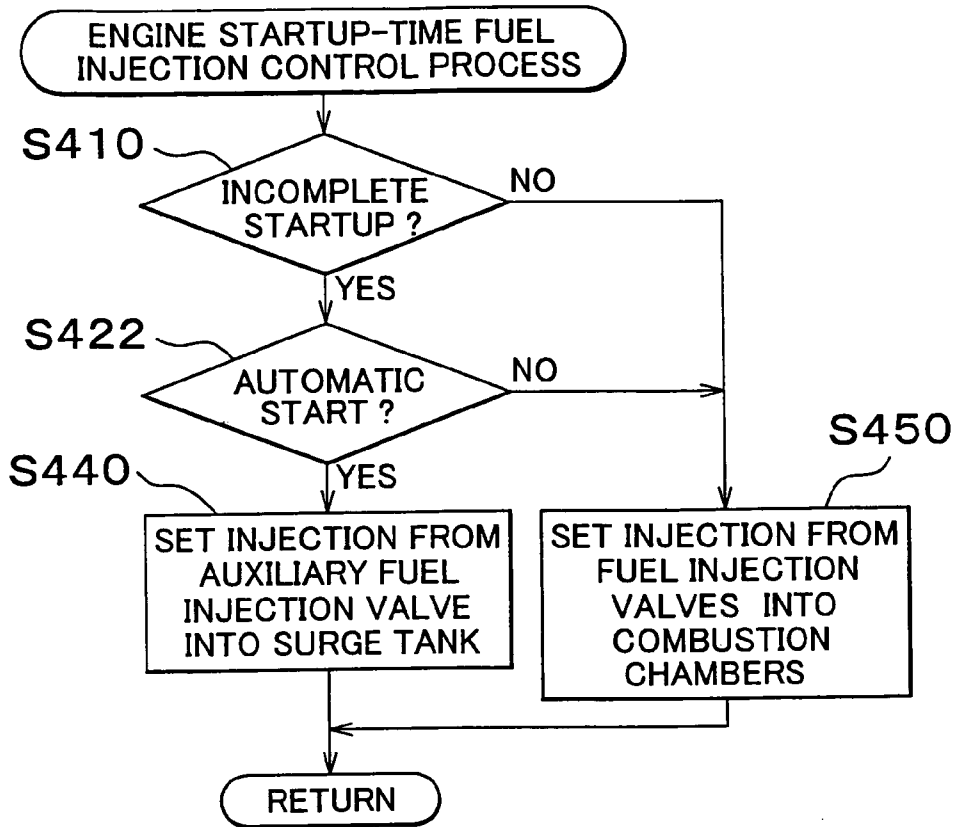 ENGINE STARTUP-TIME FUEL
INJECTION CONTROL PROCESS
S410
INCOMPLETE
STARTUP ?
NO
YES
S422
AUTOMATIC
START ?
NO
YES
S440
SET INJECTION FROM
AUXILIARY FUEL
INJECTION VALVE
INTO SURGE TANK
S450
SET INJECTION FROM
FUEL INJECTION
VALVES INTO
COMBUSTION
CHAMBERS
RETURN